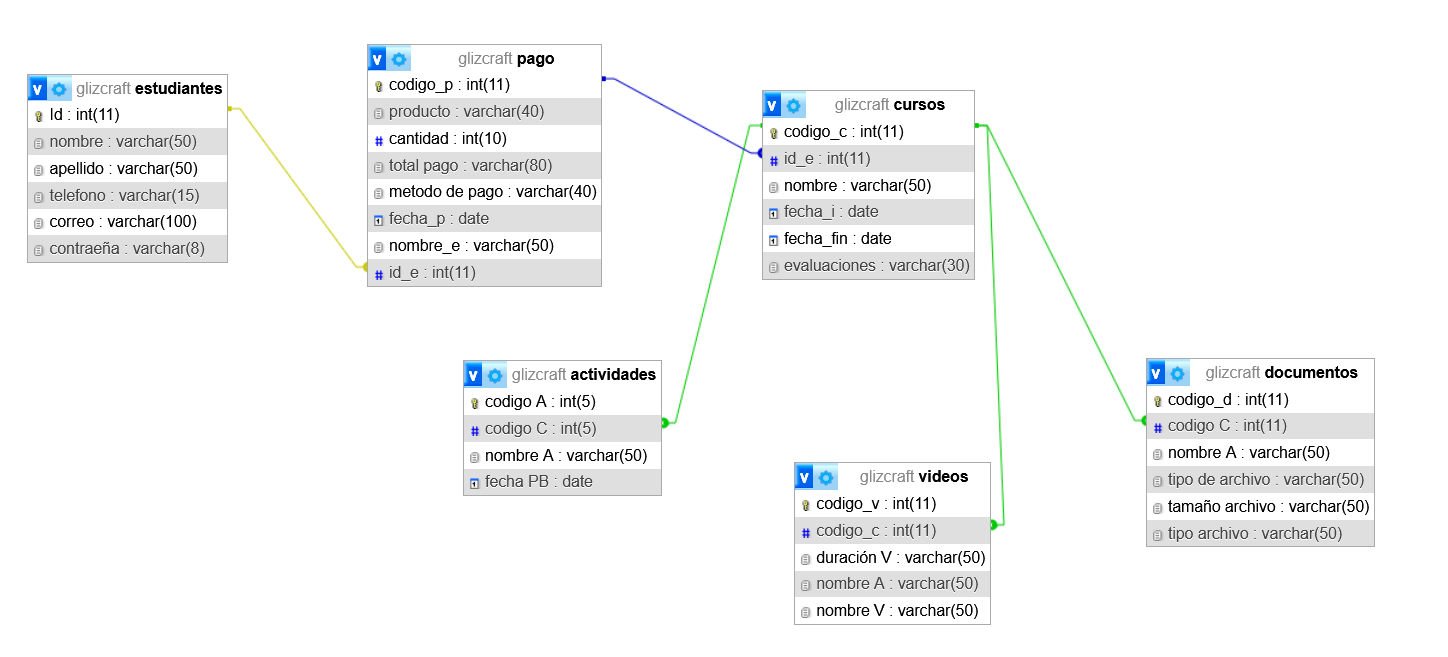 v glizcraft estudiantes
Id : int(11)
nombre : varchar(50)
apellido : varchar(50)
telefono : varchar(15)
correo : varchar(100)
contraeña : varchar(8)
v glizcraft pago
codigo_p : int(11)
producto : varchar(40)
# cantidad : int(10)
total pago : varchar(80)
metodo de pago : varchar(40)
fecha_p : date
nombre_e : varchar(50)
# id_e : int(11)
v glizcraft cursos
codigo_c : int(11)
# id_e : int(11)
nombre : varchar(50)
fecha_i : date
fecha_fin : date
evaluaciones : varchar(30)
v glizcraft actividades
codigo A : int(5)
# codigo C : int(5)
nombre A : varchar(50)
fecha PB : date
v glizcraft videos
codigo_v : int(11)
# codigo_c : int(11)
duración V : varchar(50)
nombre A : varchar(50)
nombre V : varchar(50)
v glizcraft documentos
codigo_d : int(11)
# codigo C : int(11)
nombre A : varchar(50)
tipo de archivo : varchar(50)
tamaño archivo : varchar(50)
tipo archivo : varchar(50)